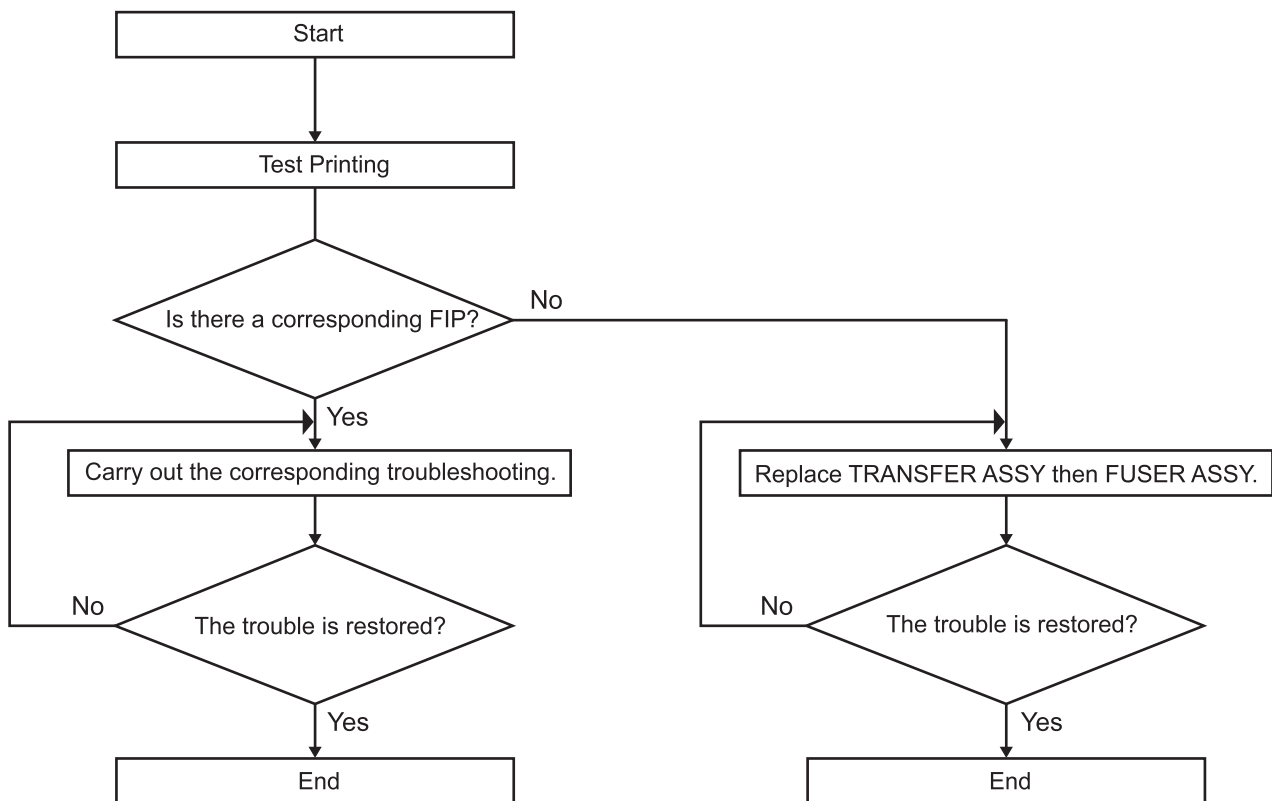 Start
Test Printing
Is there a corresponding FIP?
No
Yes
Carry out the corresponding troubleshooting.
Replace TRANSFER ASSY then FUSER ASSY.
No
The trouble is restored?
No
The trouble is restored?
Yes
Yes
End
End